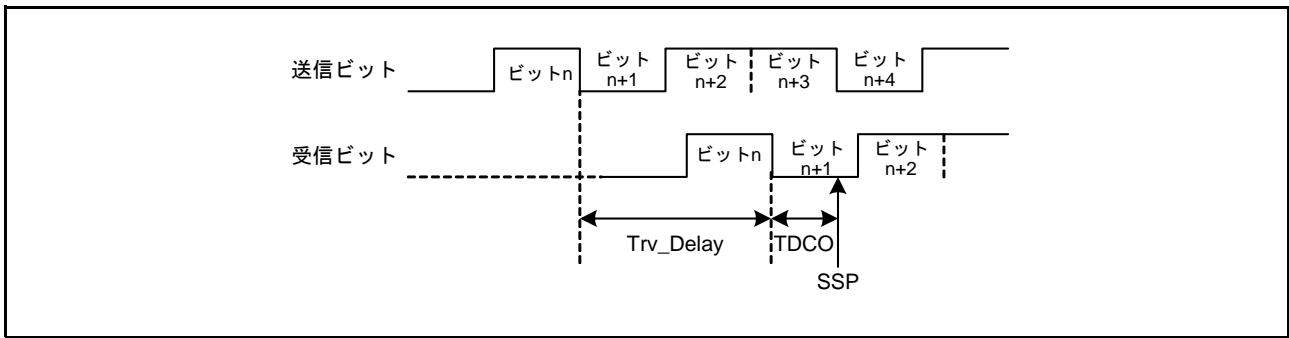 送信ビット
ビットn
ビット
n+1
ビット
n+2
ビット
n+3
ビット
n+4
受信ビット
ビットn
ビット
n+1
ビット
n+2
Trv_Delay
TDCO
SSP